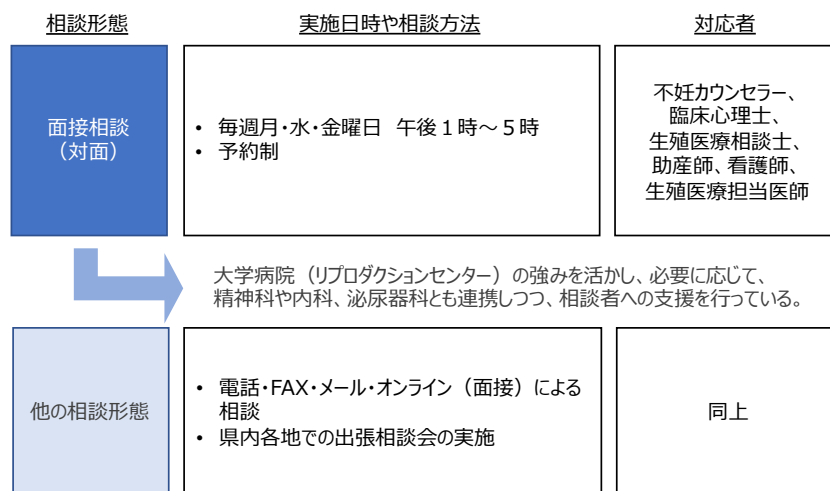 相談形態
実施日時や相談方法
対応者
面接相談
（対面）
• 毎週月・水・金曜日 午後１時～５時
• 予約制
不妊カウンセラー、
臨床心理士、
生殖医療相談士、
助産師、看護師、
生殖医療担当医師
大学病院（リプロダクションセンター）の強みを活かし、必要に応じて、
精神科や内科、泌尿器科とも連携しつつ、相談者への支援を行っている。
他の相談形態
• 電話・FAX・メール・オンライン（面接）による
相談
• 県内各地での出張相談会の実施
同上